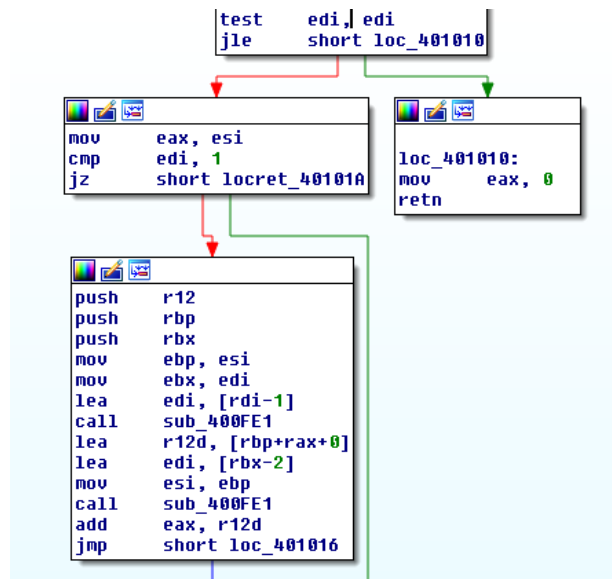 test edi, edi
jle short loc_401010
mov eax, esi
cmp edi, 1
jz short locret_40101A
loc_401010:
mov eax, 0
retn
push r12
push rbp
push rbx
mov ebp, esi
mov ebx, edi
lea edi, [rdi-1]
call sub_400FE1
lea r12d, [rbp+rax+0]
lea edi, [rbx-2]
mov esi, ebp
call sub_400FE1
add eax, r12d
jmp short loc_401016